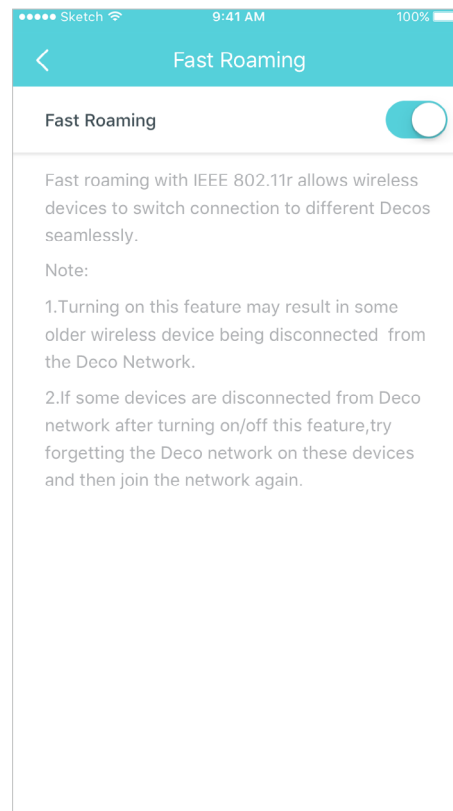 ●●●●● Sketch 9:41 AM 100%
Fast Roaming
Fast Roaming
Fast roaming with IEEE 802.11r allows wireless
devices to switch connection to different Decos
seamlessly.
Note:
1.Turning on this feature may result in some
older wireless device being disconnected  from
the Deco Network.
2.If some devices are disconnected from Deco
network after turning on/off this feature,try
forgetting the Deco network on these devices
and then join the network again.